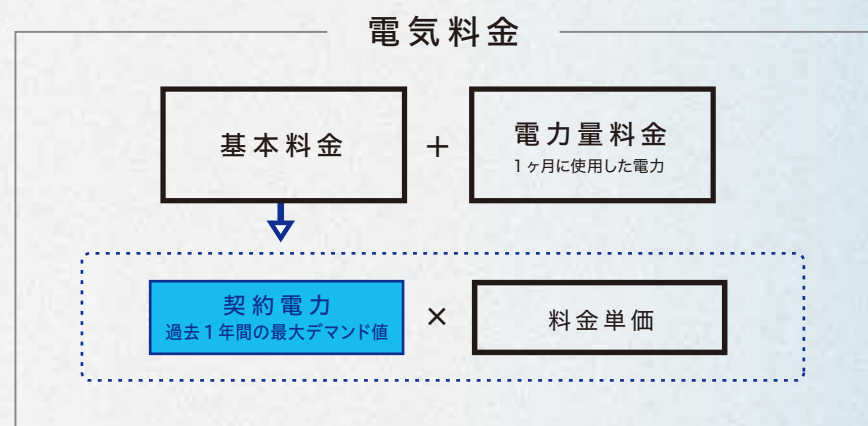 電気料金
基本料金
+
電力量料金
1ヶ月に使用した電力
契約電力
過去1年間の最大デマンド値
×
料金単価